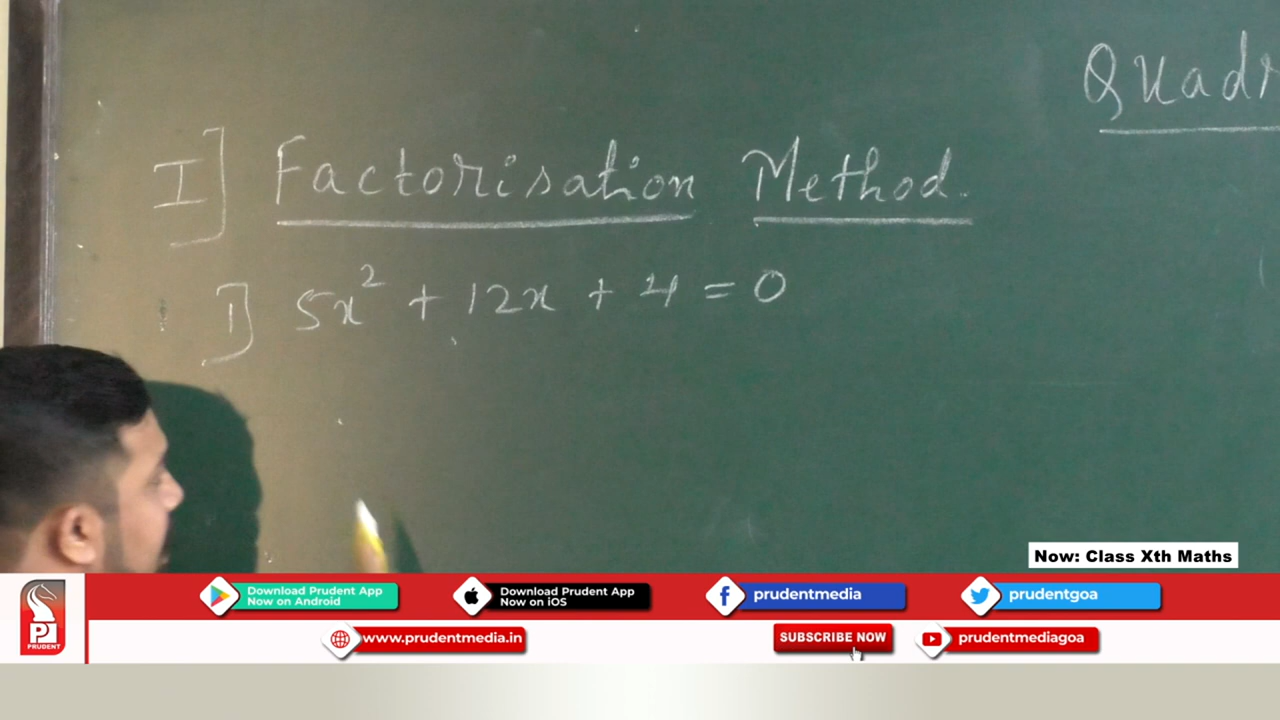 Quadr
I] Factorisation Method.
1] 5x² + 12x + 4 = 0
Now: Class Xth Maths
Download Prudent App
Now on Android
Download Prudent App
Now on iOS
prudentmedia
prudentgoa
PRUDENT
www.prudentmedia.in
SUBSCRIBE NOW
prudentmediagoa